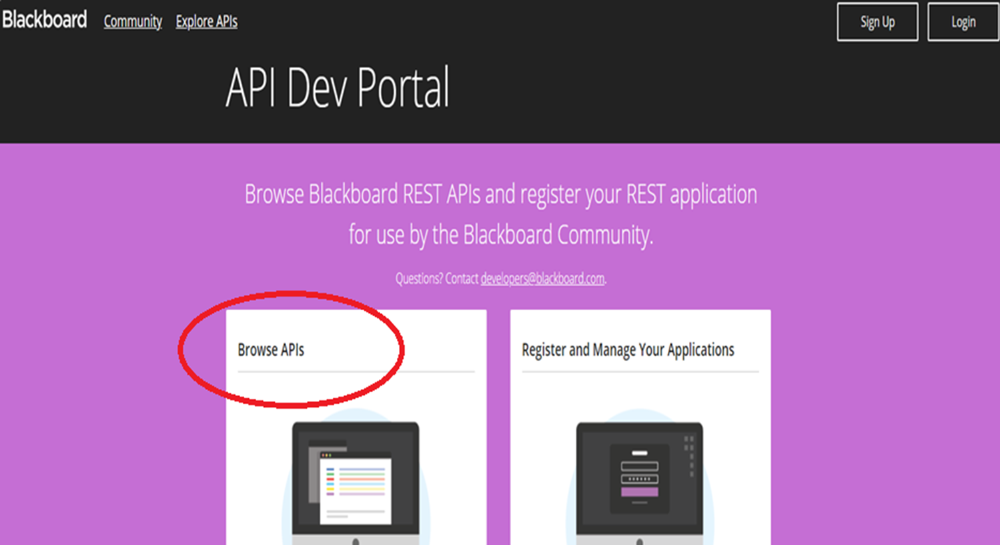 Blackboard Community Explore APIs Sign Up Login
API Dev Portal
Browse Blackboard REST APIs and register your REST application
for use by the Blackboard Community.
Questions? Contact developers@blackboard.com.
Browse APIs
Register and Manage Your Applications